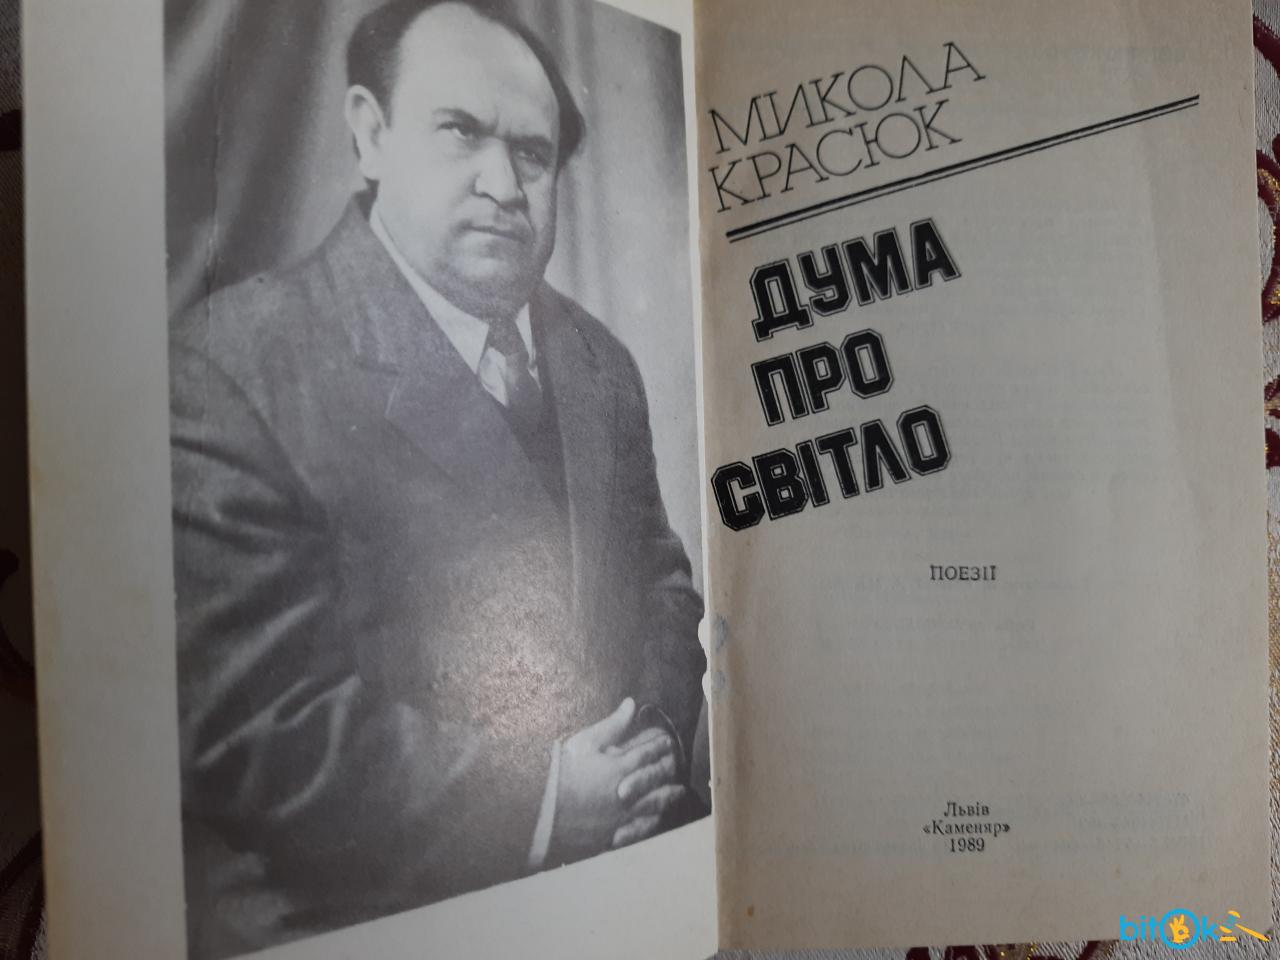 МИКОЛА
КРАСЮК
ДУМА
ПРО
СВІТЛО
ПОЕЗІЇ
Львів
«Каменяр»
1989
bitok